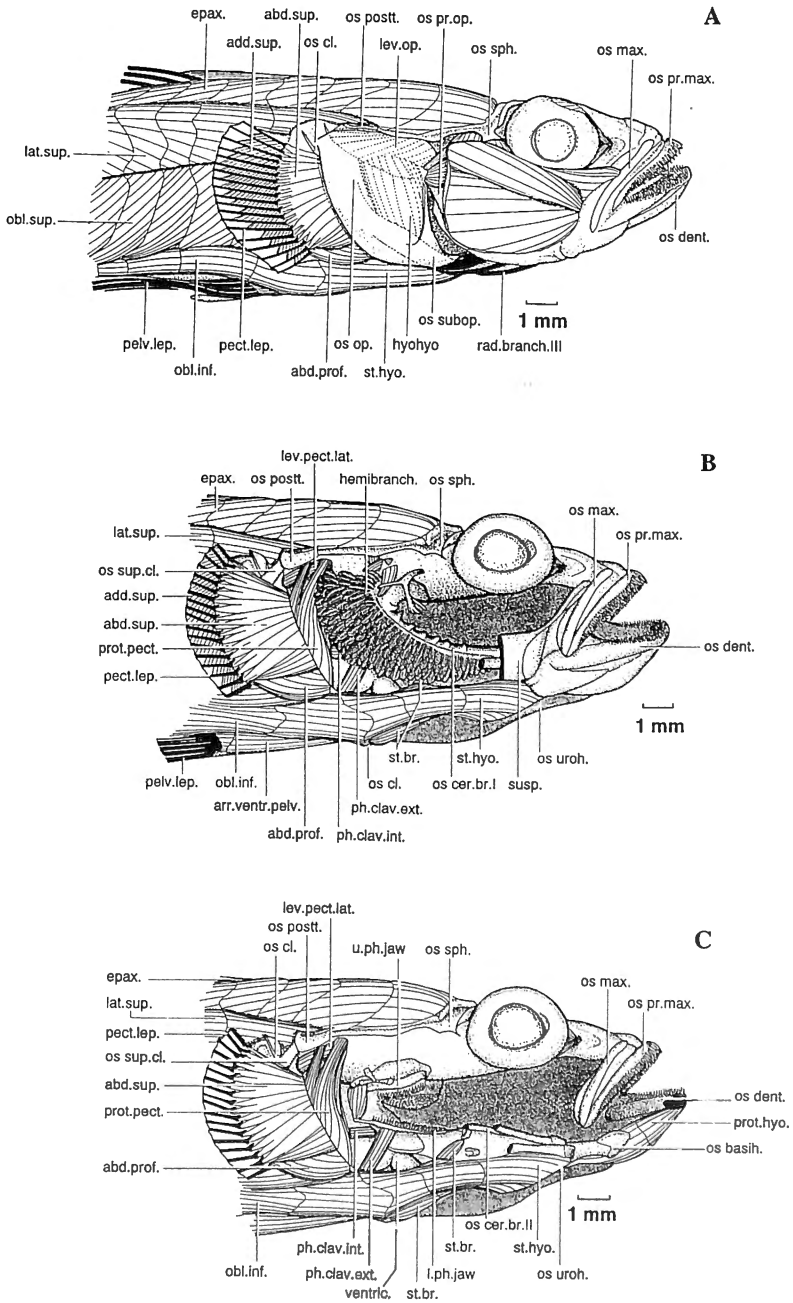 A
epax.
abd.sup.
os postt.
os pr.op.
add.sup.
os cl.
lev.op.
os sph.
os max.
os pr.max.
lat.sup.
obl.sup.
os dent.
1 mm
os subop.
pelv.lep.
pect.lep.
os op.
hyohyo
rad.branch.III
obl.inf.
abd.prof.
st.hyo.
B
lev.pect.lat.
epax.
os postt.
hemibranch.
os sph.
os max.
os pr.max.
lat.sup.
os sup.cl.
add.sup.
abd.sup.
prot.pect.
os dent.
pect.lep.
1 mm
st.br.
st.hyo.
os uroh.
pelv.lep.
obl.inf.
os cl.
os cer.br.I
susp.
arr.ventr.pelv.
ph.clav.ext.
abd.prof.
ph.clav.int.
C
lev.pect.lat.
os postt.
os cl.
u.ph.jaw
os sph.
epax.
os max.
lat.sup.
os pr.max.
pect.lep.
os sup.cl.
abd.sup.
os dent.
prot.pect.
prot.hyo.
os basih.
abd.prof.
1 mm
os cer.br.II
ph.clav.int.
st.br.
st.hyo.
obl.inf.
ph.clav.ext.
l.ph.jaw
os uroh.
ventric.
st.br.